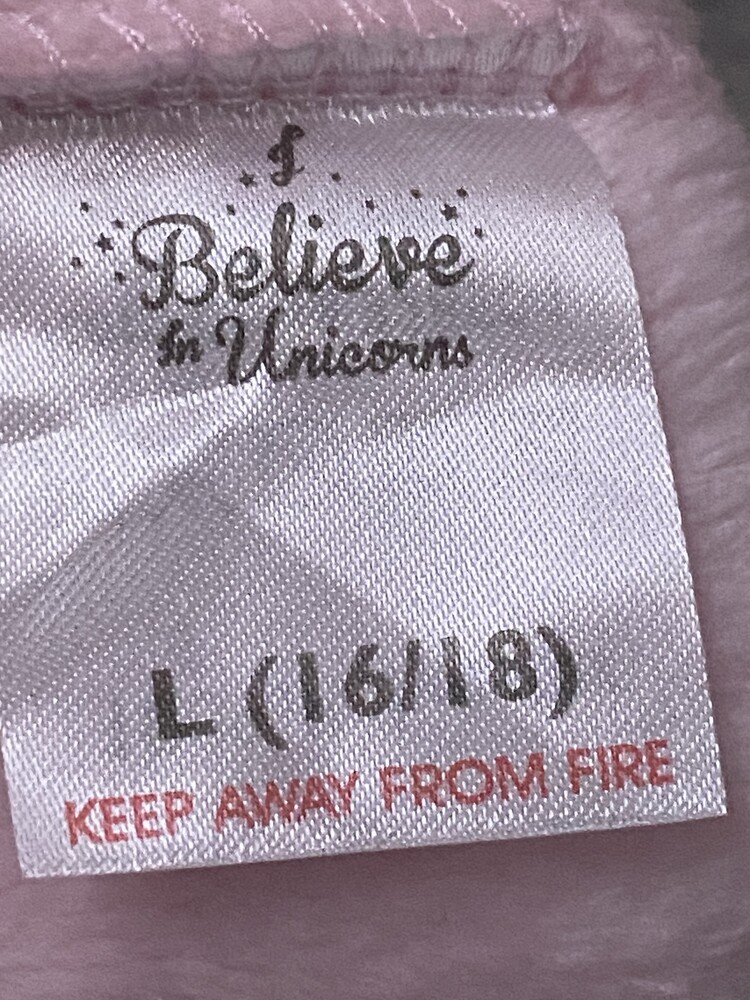 I
Believe
In Unicorns
L (16/18)
KEEP AWAY FROM FIRE